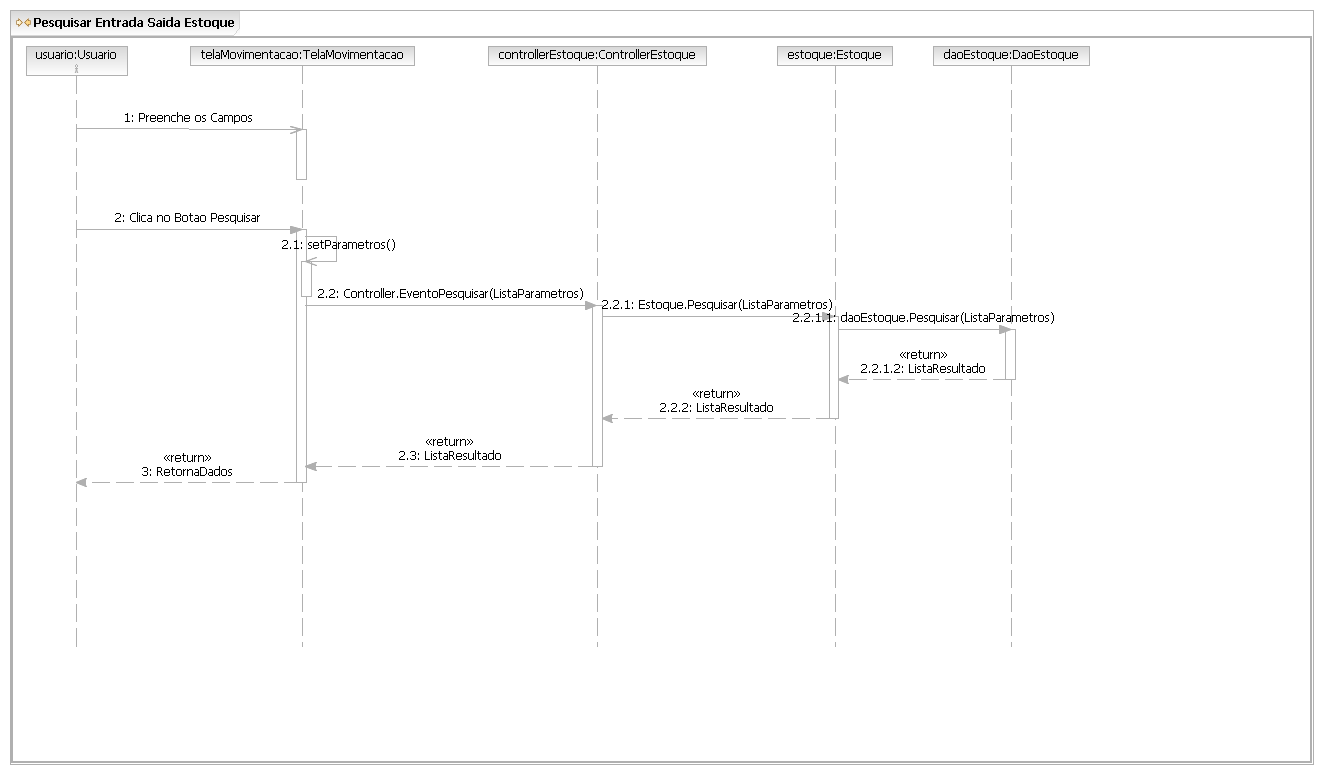 Pesquisar Entrada Saida Estoque
usuario:Usuario
telaMovimentacao:TelaMovimentacao
controllerEstoque:ControllerEstoque
estoque:Estoque
daoEstoque:DaoEstoque
1: Preenche os Campos
2: Clica no Botao Pesquisar
2.1: setParametros()
2.2: Controller.EventoPesquisar(ListaParametros)
2.2.1: Estoque.Pesquisar(ListaParametros)
2.2.1.1: daoEstoque.Pesquisar(ListaParametros)
«return»
2.2.1.2: ListaResultado
«return»
2.2.2: ListaResultado
«return»
2.3: ListaResultado
«return»
3: RetornaDados